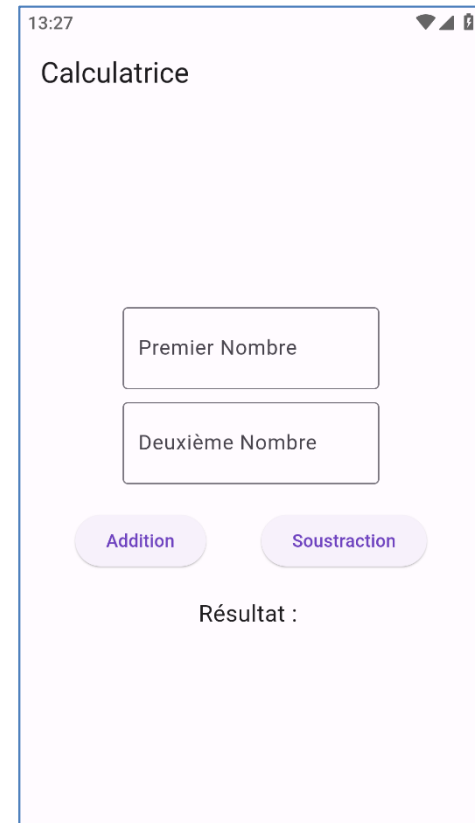 13:27
Calculatrice
Premier Nombre
Deuxième Nombre
Addition Soustraction
Résultat :